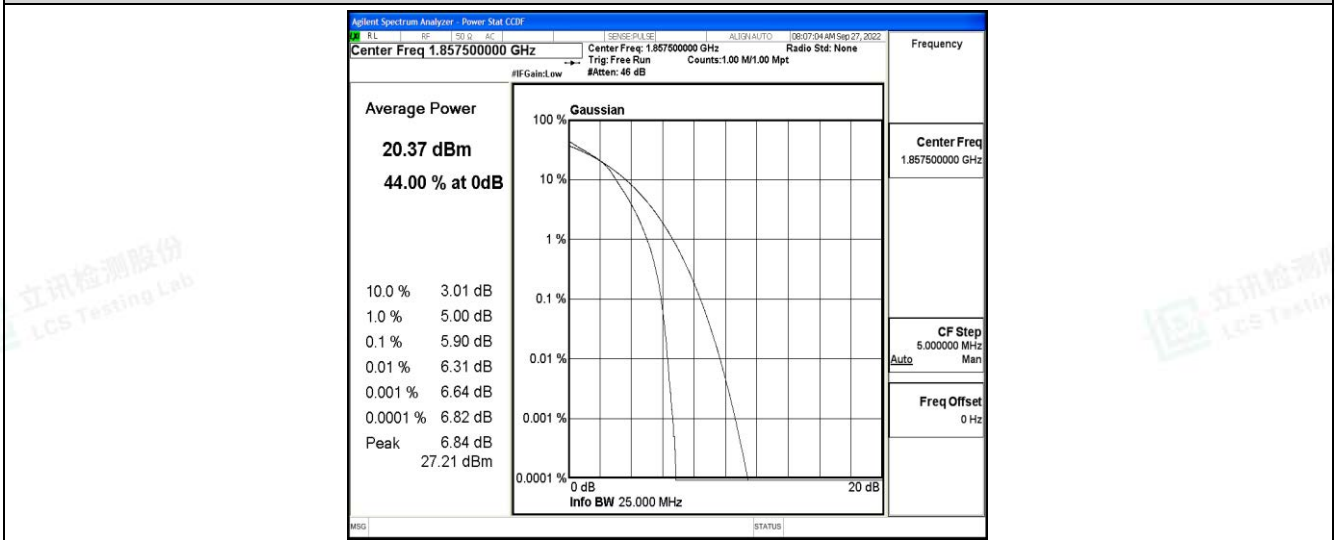 Agilent Spectrum Analyzer - Power Stat CCDF
RL RF 50 Ω AC SENSE:PULSE ALIGN AUTO 08:07:04 AM Sep 27, 2022
Center Freq 1.857500000 GHz
Center Freq: 1.857500000 GHz Radio Std: None
Trig: Free Run Counts:1.00 M/1.00 Mpt
#IFGain:Low #Atten: 46 dB
Frequency
Average Power
20.37 dBm
44.00 % at 0dB
10.0 % 3.01 dB
1.0 % 5.00 dB
0.1 % 5.90 dB
0.01 % 6.31 dB
0.001 % 6.64 dB
0.0001 % 6.82 dB
Peak 6.84 dB
27.21 dBm
Gaussian
100 %
10 %
1 %
0.1 %
0.01 %
0.001 %
0.0001 %
0 dB 20 dB
Info BW 25.000 MHz
Center Freq
1.857500000 GHz
CF Step
5.000000 MHz
Auto Man
Freq Offset
0 Hz
MSG STATUS
立讯检测股份
LCS Testing Lab
立讯检测
LCS Testin